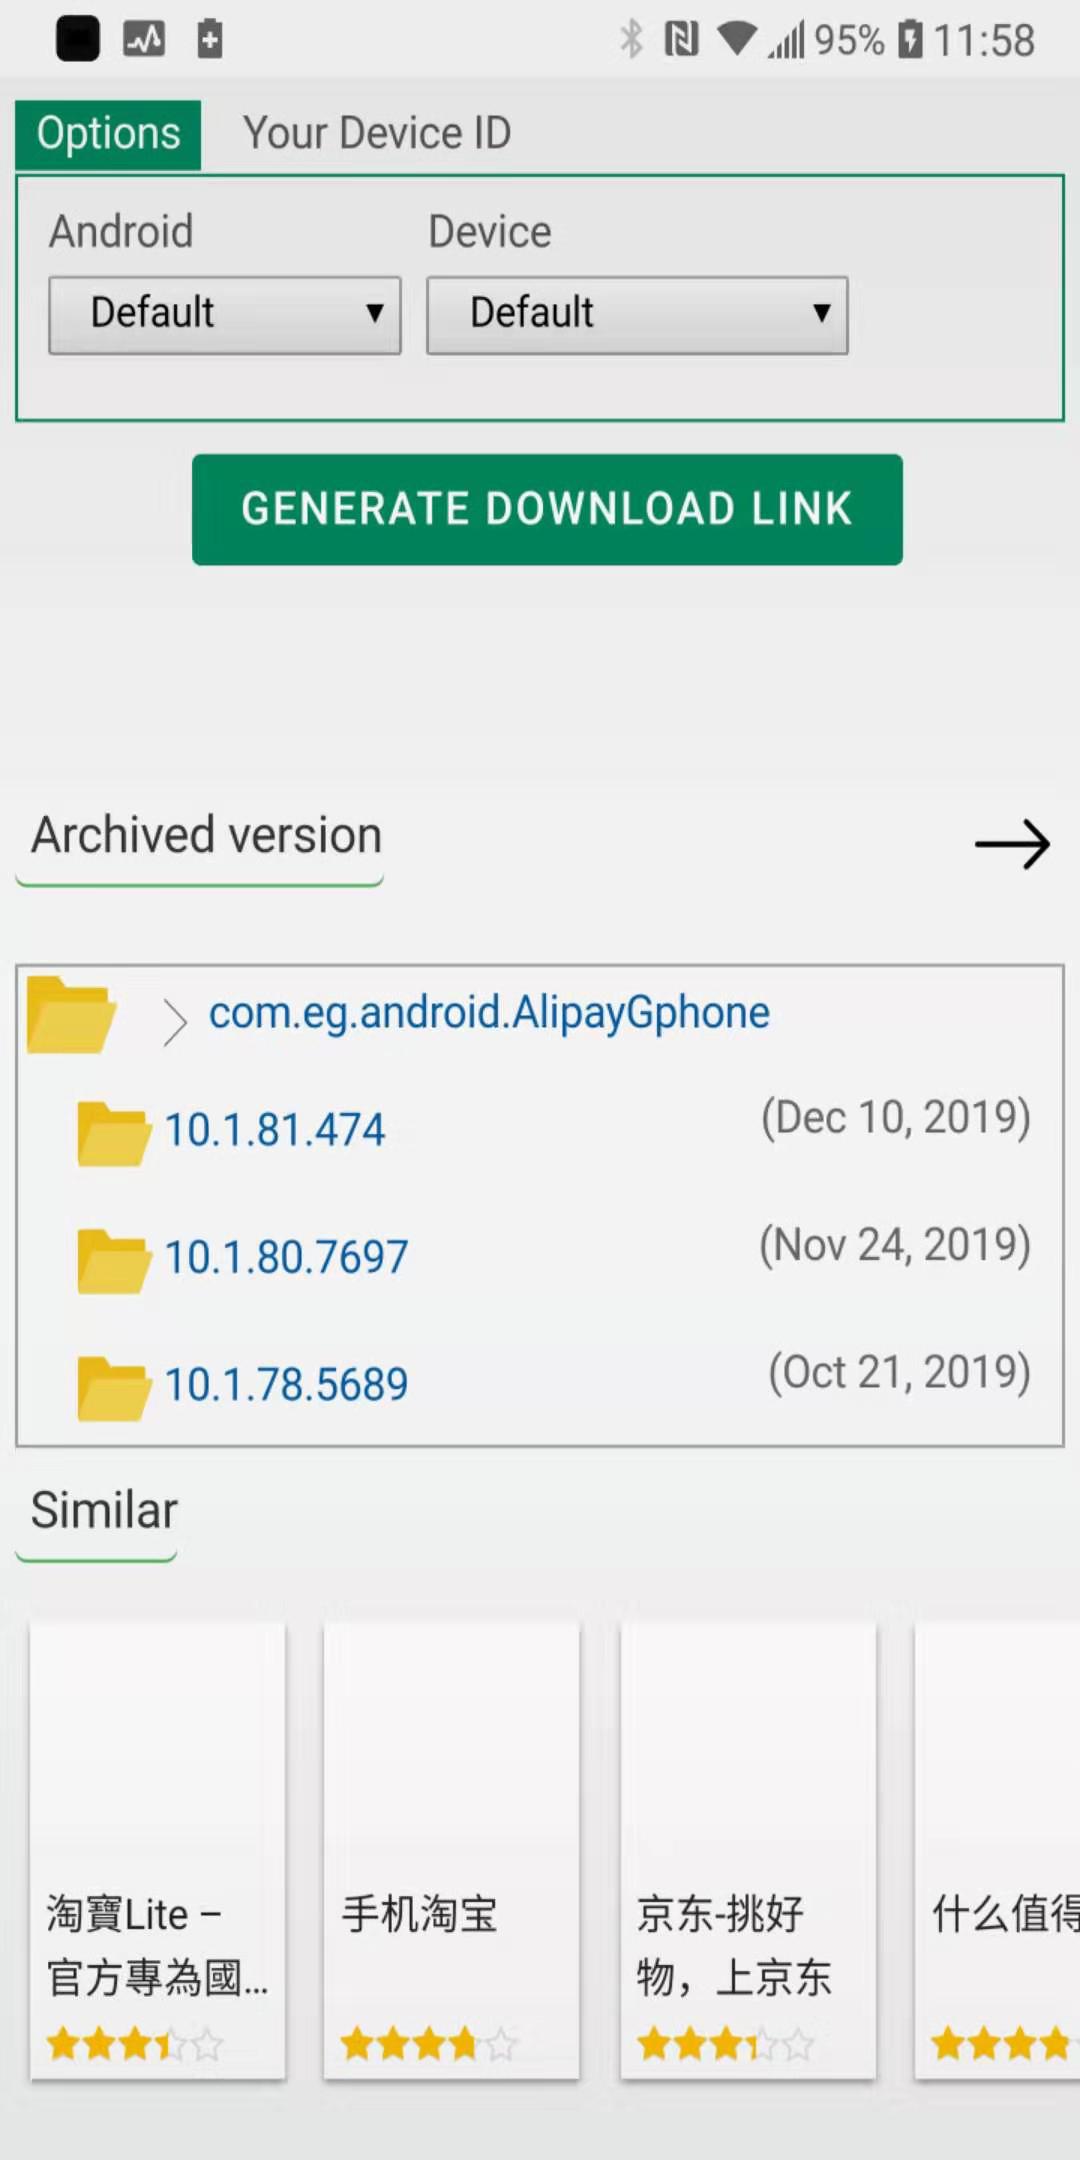 95% 11:58
Options Your Device ID
Android Device
Default Default
GENERATE DOWNLOAD LINK
Archived version
com.eg.android.AlipayGphone
10.1.81.474 (Dec 10, 2019)
10.1.80.7697 (Nov 24, 2019)
10.1.78.5689 (Oct 21, 2019)
Similar
淘寶Lite –
官方專為國...
手机淘宝
京东-挑好
物，上京东
什么值得